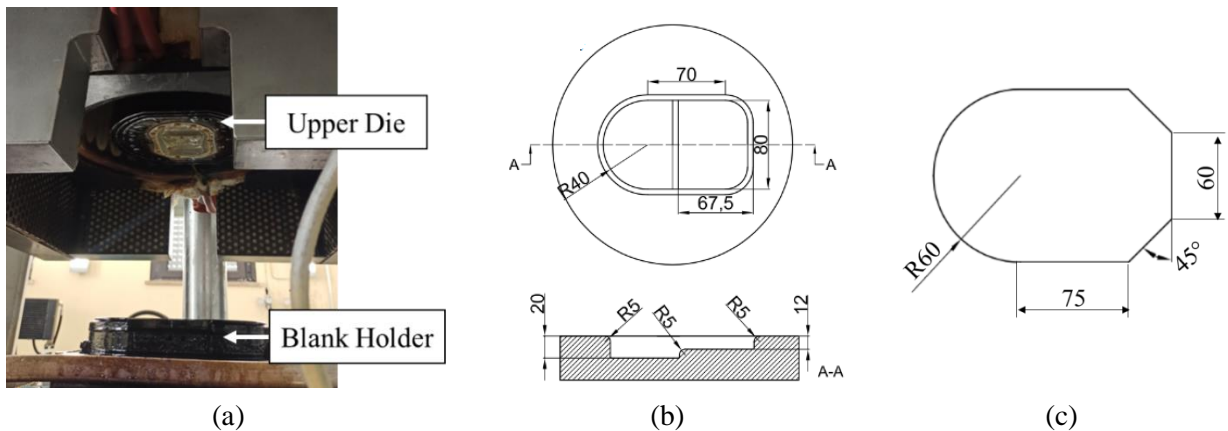 Upper Die
Blank Holder
(a)
70
A
A
80
R40
67,5
20
R5
R5
R5
12
A-A
(b)
R60
60
45°
75
(c)